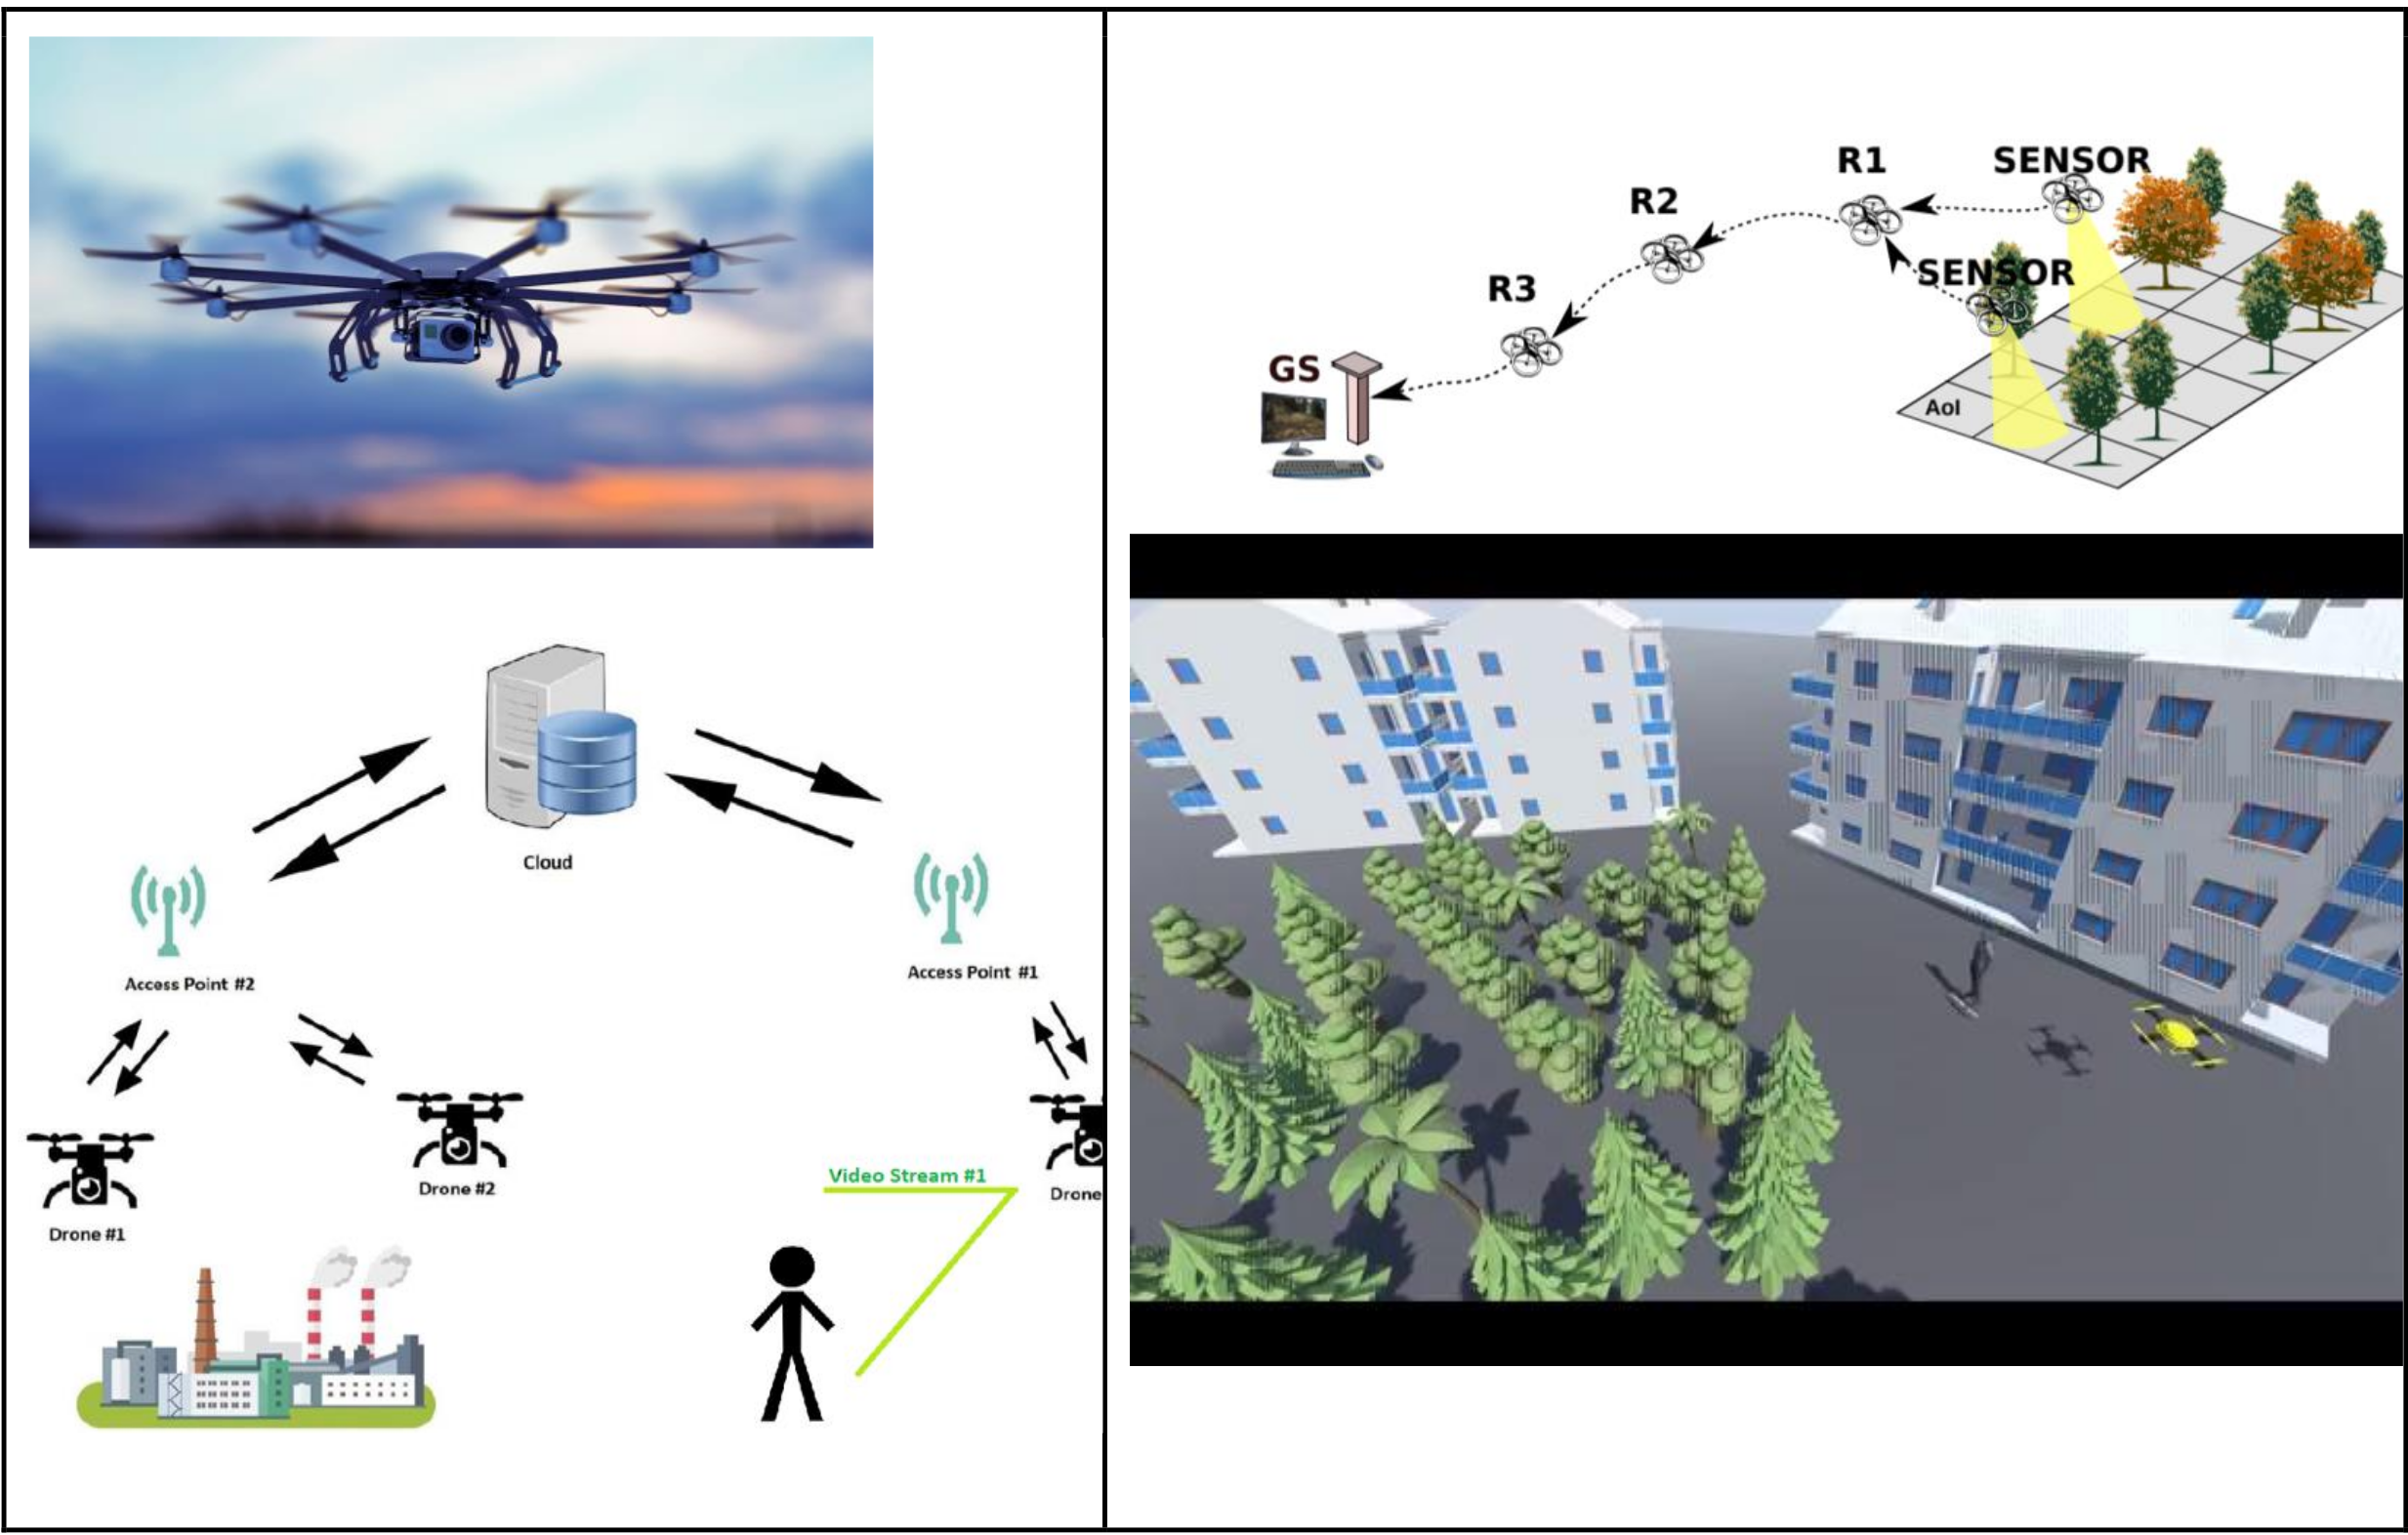 Cloud
Access Point #2
Access Point #1
Drone #2
Video Stream #1
Drone
Drone #1
R1
SENSOR
R2
SENSOR
R3
GS
AoI